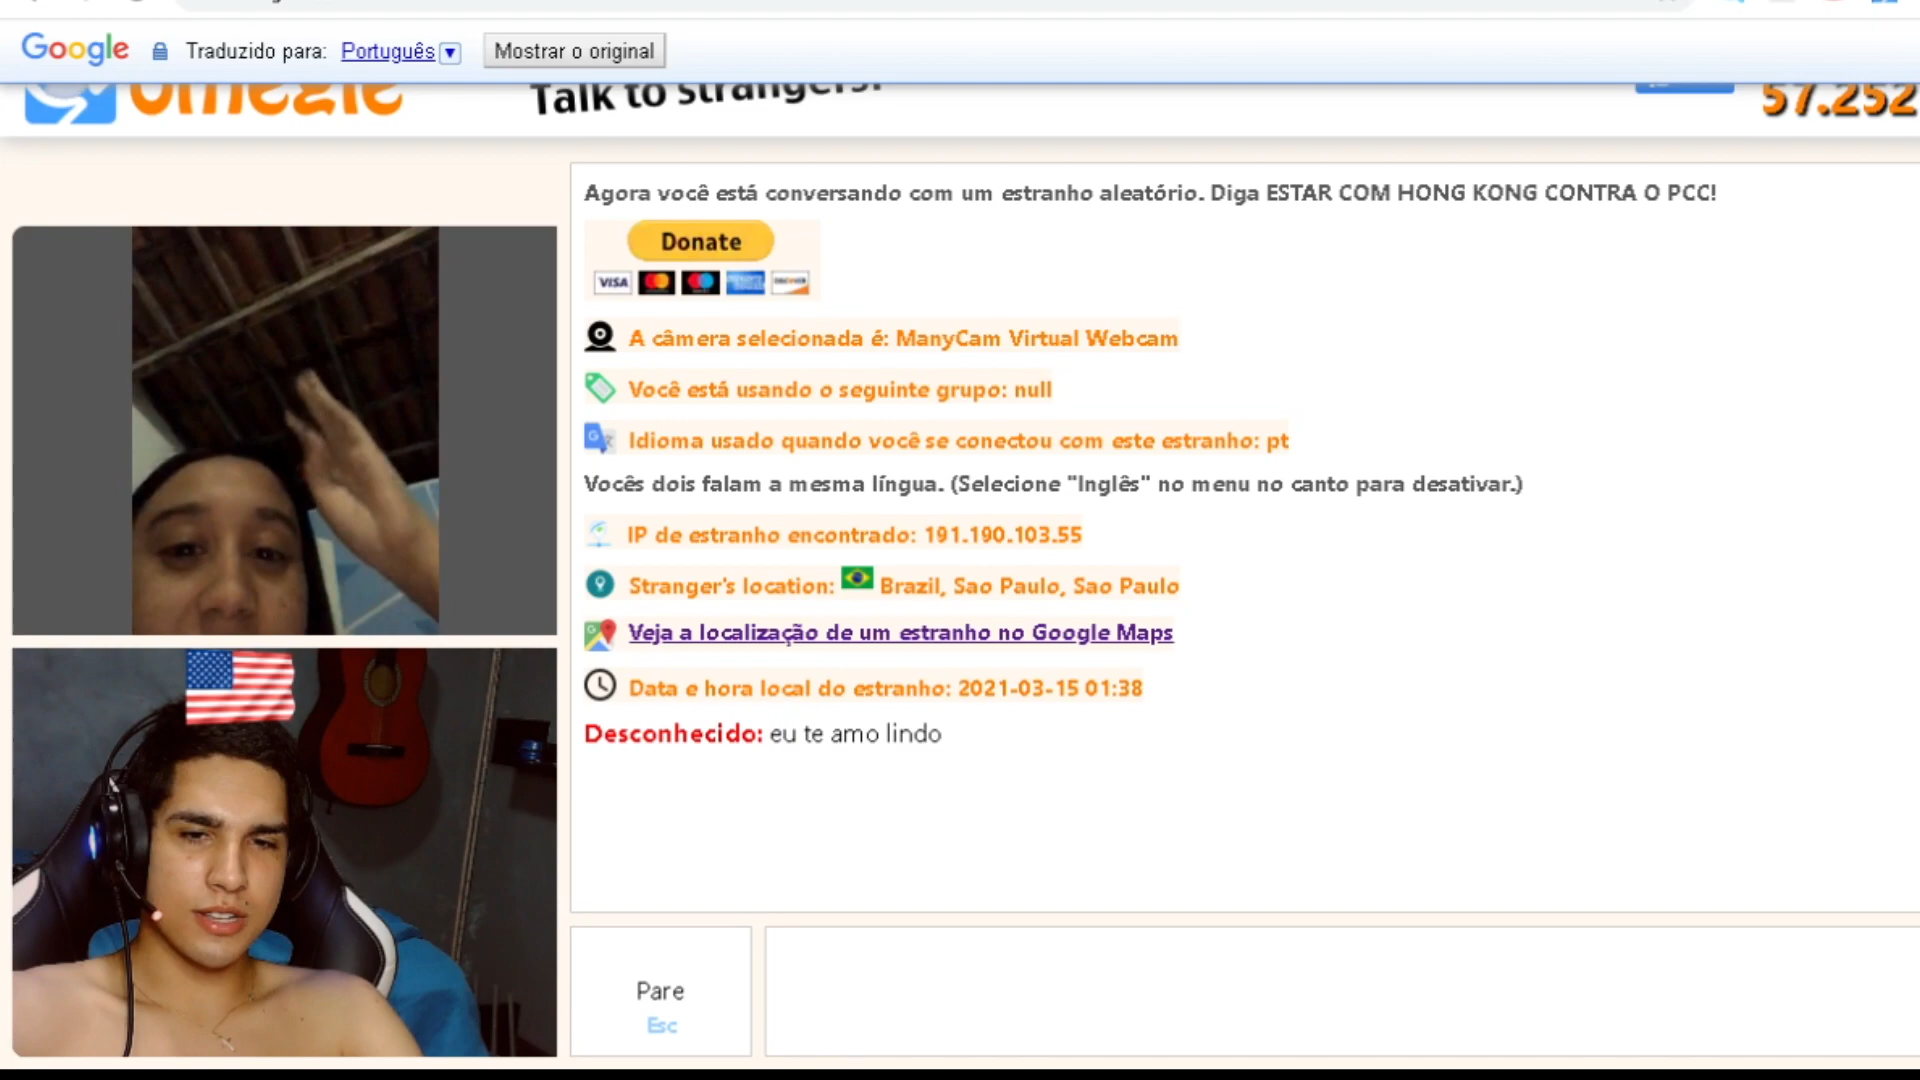 Google Traduzido para: Português Mostrar o original
omegle Talk to strangers! 57.252
Agora você está conversando com um estranho aleatório. Diga ESTAR COM HONG KONG CONTRA O PCC!
Donate
VISA DISCOVER
A câmera selecionada é: ManyCam Virtual Webcam
Você está usando o seguinte grupo: null
Idioma usado quando você se conectou com este estranho: pt
Vocês dois falam a mesma língua. (Selecione "Inglês" no menu no canto para desativar.)
IP de estranho encontrado: 191.190.103.55
Stranger's location: Brazil, Sao Paulo, Sao Paulo
Veja a localização de um estranho no Google Maps
Data e hora local do estranho: 2021-03-15 01:38
Desconhecido: eu te amo lindo
Pare
Esc